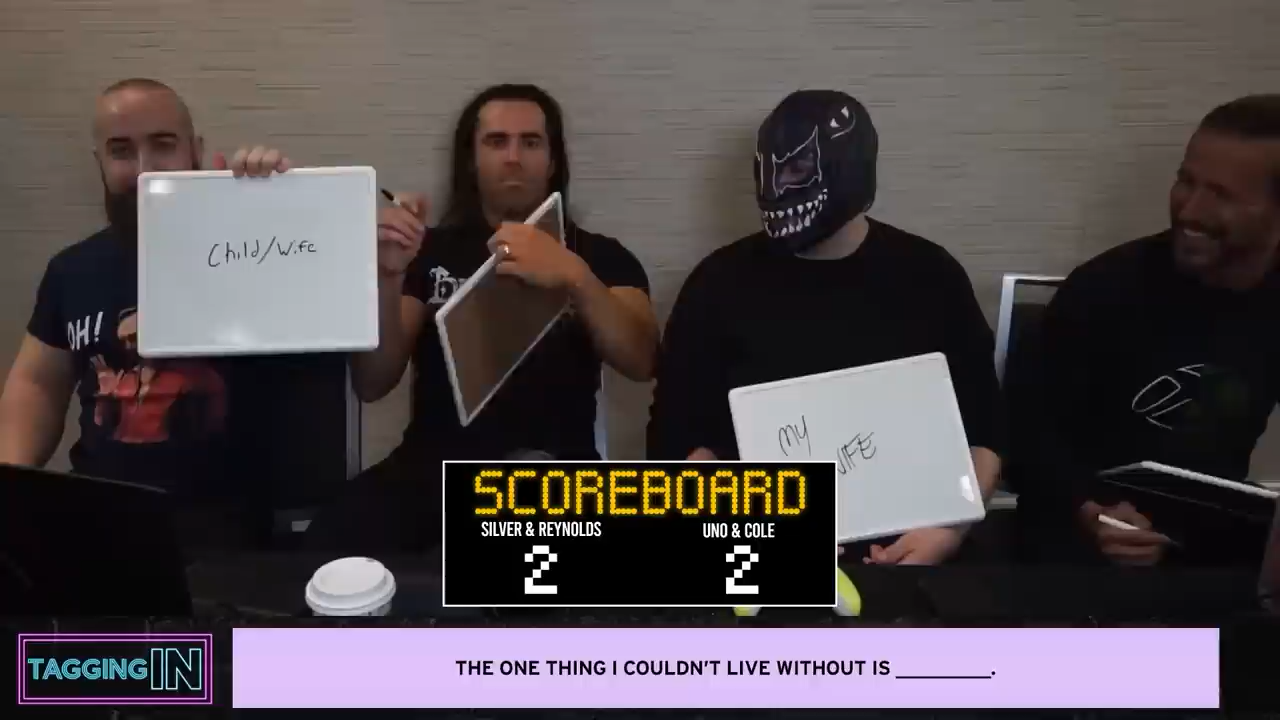 OH!
Child/Wife
MY
WIFE
SCOREBOARD
SILVER & REYNOLDS
UNO & COLE
2
2
TAGGING IN
THE ONE THING I COULDN'T LIVE WITHOUT IS ________.